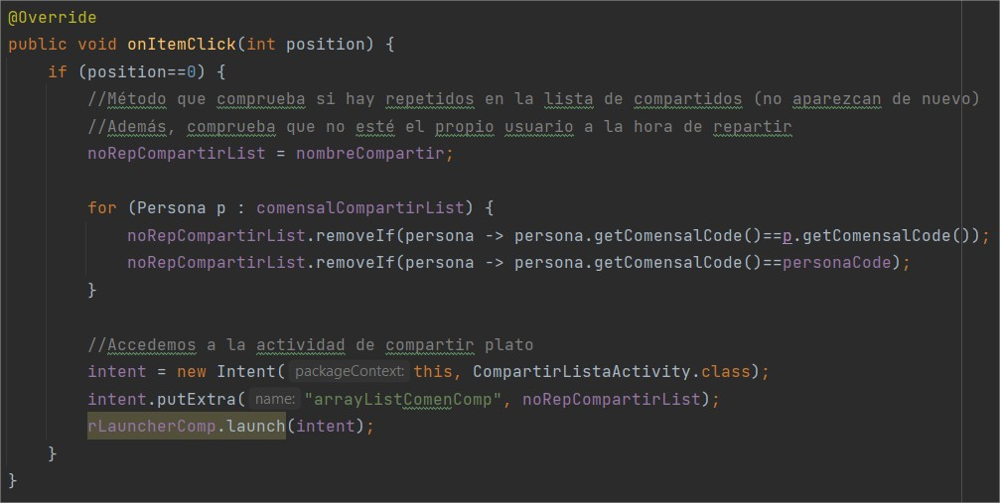 @Override
public void onItemClick(int position) {
if (position==0) {
//Método que comprueba si hay repetidos en la lista de compartidos (no aparezcan de nuevo)
//Además, comprueba que no esté el propio usuario a la hora de repartir
noRepCompartirList = nombreCompartir;
for (Persona p : comensalCompartirList) {
noRepCompartirList.removeIf(persona -> persona.getComensalCode()==p.getComensalCode());
noRepCompartirList.removeIf(persona -> persona.getComensalCode()==personaCode);
}
//Accedemos a la actividad de compartir plato
intent = new Intent( packageContext: this, CompartirListaActivity.class);
intent.putExtra( name: "arrayListComenComp", noRepCompartirList);
rLauncherComp.launch(intent);
}
}